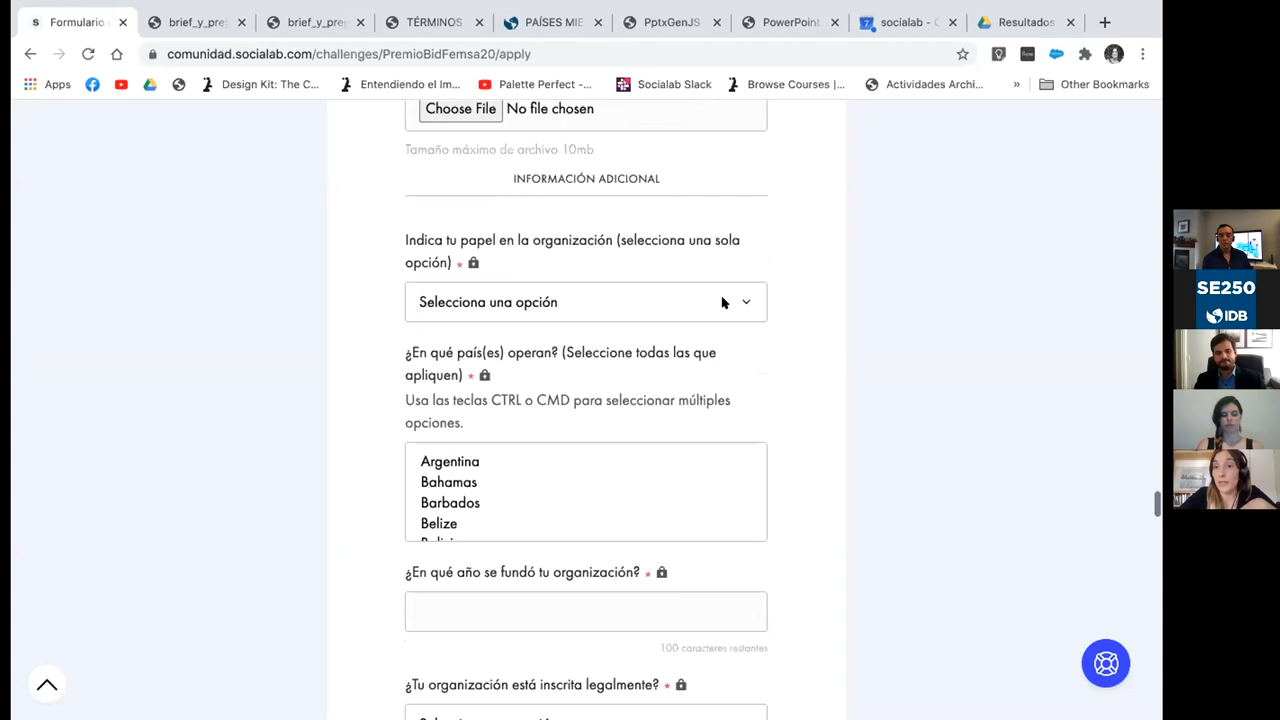 Formulario
brief_y_pre
brief_y_pre
TÉRMINOS
PAÍSES MIE
PptxGenJS
PowerPoint
socialab - C
Resultados
comunidad.socialab.com/challenges/PremioBidFemsa20/apply
Apps
Design Kit: The C...
Entendiendo el Im...
Palette Perfect -...
Socialab Slack
Browse Courses |...
Actividades Archi...
»
Other Bookmarks
Choose File No file chosen
Tamaño máximo de archivo 10mb
INFORMACIÓN ADICIONAL
Indica tu papel en la organización (selecciona una sola
opción) *
Selecciona una opción
¿En qué país(es) operan? (Seleccione todas las que
apliquen) *
Usa las teclas CTRL o CMD para seleccionar múltiples
opciones.
Argentina
Bahamas
Barbados
Belize
¿En qué año se fundó tu organización? *
100 caracteres restantes
¿Tu organización está inscrita legalmente? *
SE250
IDB